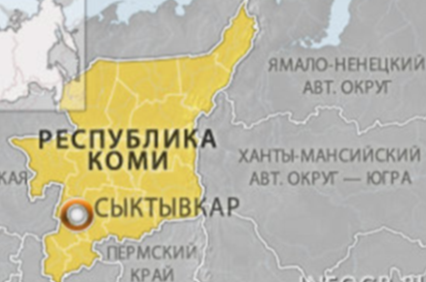 ЯМАЛО-НЕНЕЦКИЙ
АВТ. ОКРУГ
РЕСПУБЛИКА
КОМИ
ХАНТЫ-МАНСИЙСКИЙ
АВТ. ОКРУГ — ЮГРА
СЫКТЫВКАР
ПЕРМСКИЙ
КРАЙ